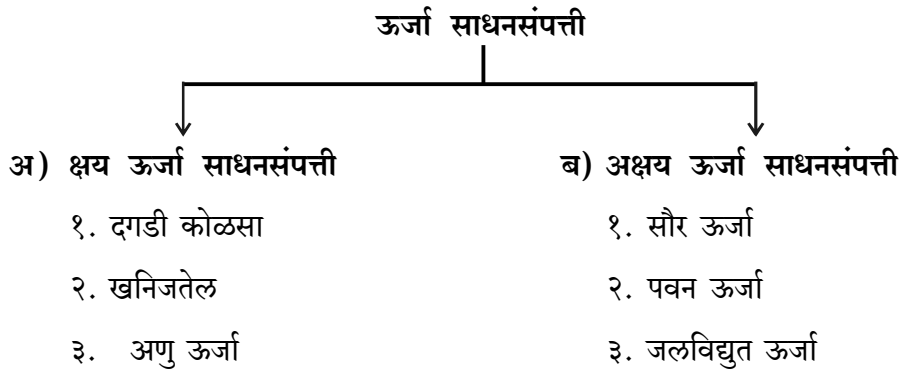 ऊर्जा साधनसंपत्ती
अ) क्षय ऊर्जा साधनसंपत्ती
१. दगडी कोळसा
२. खनिजतेल
३. अणु ऊर्जा
ब) अक्षय ऊर्जा साधनसंपत्ती
१. सौर ऊर्जा
२. पवन ऊर्जा
३. जलविद्युत ऊर्जा